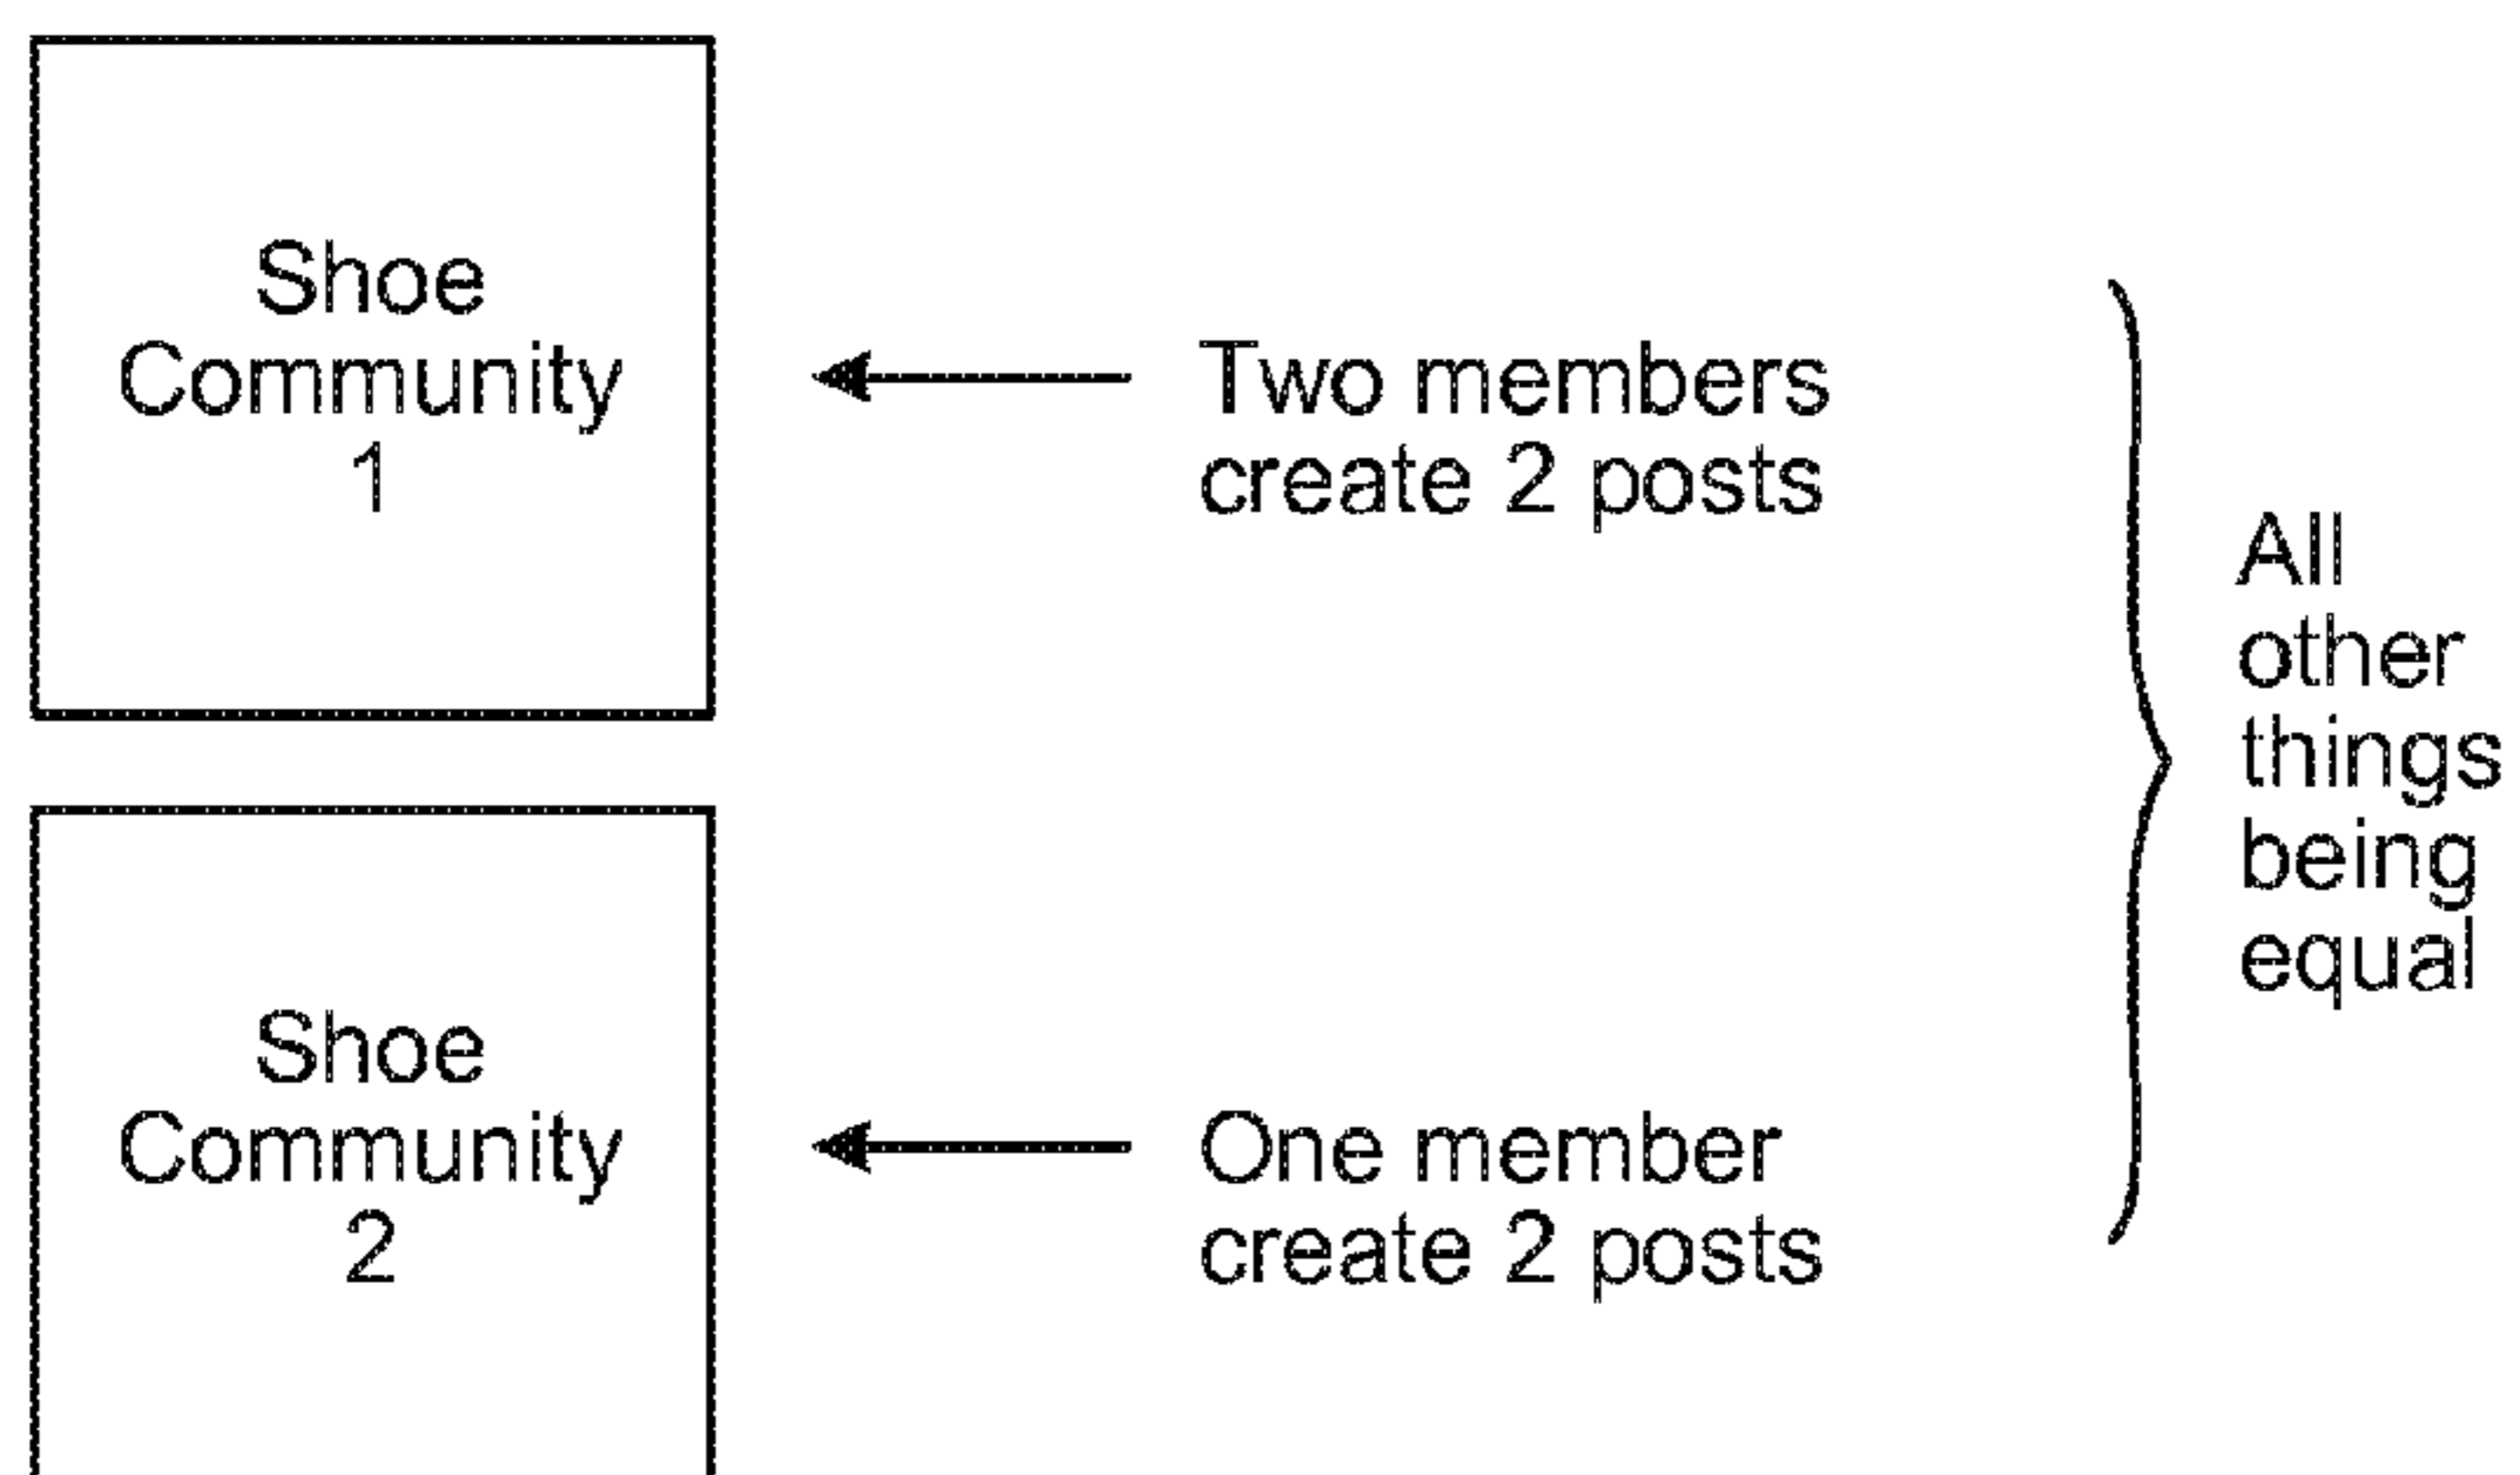 Shoe
Community
1
Two members
create 2 posts
All
other
things
being
equal
Shoe
Community
2
One member
create 2 posts